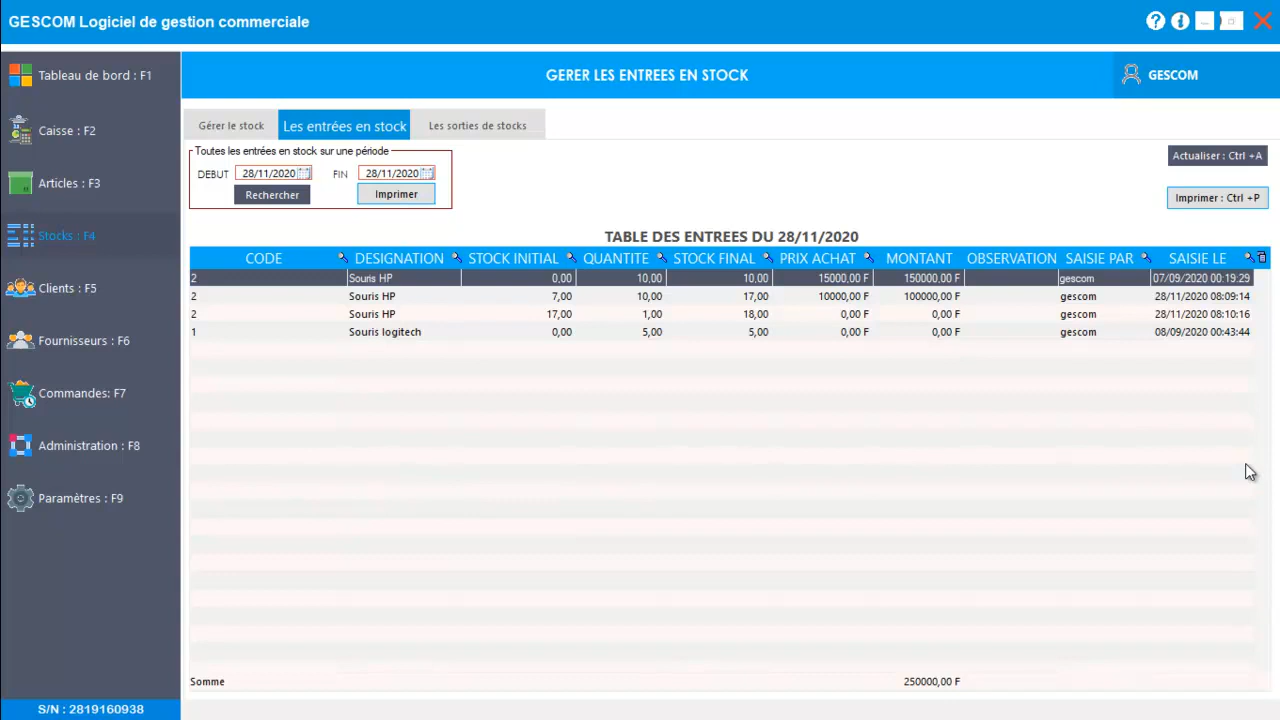 GESCOM Logiciel de gestion commerciale
Tableau de bord : F1
Caisse : F2
Articles : F3
Stocks : F4
Clients : F5
Fournisseurs : F6
Commandes: F7
Administration : F8
Paramètres : F9
S/N : 2819160938
GERER LES ENTREES EN STOCK
GESCOM
Gérer le stock Les entrées en stock Les sorties de stocks
Toutes les entrées en stock sur une période
DEBUT 28/11/2020 FIN 28/11/2020
Rechercher Imprimer
Actualiser : Ctrl +A
Imprimer : Ctrl +P
TABLE DES ENTREES DU 28/11/2020
CODE DESIGNATION STOCK INITIAL QUANTITE STOCK FINAL PRIX ACHAT MONTANT OBSERVATION SAISIE PAR SAISIE LE
2 Souris HP 0,00 10,00 10,00 15000,00 F 150000,00 F gescom 07/09/2020 00:19:29
2 Souris HP 7,00 10,00 17,00 10000,00 F 100000,00 F gescom 28/11/2020 08:09:14
2 Souris HP 17,00 1,00 18,00 0,00 F 0,00 F gescom 28/11/2020 08:10:16
1 Souris logitech 0,00 5,00 5,00 0,00 F 0,00 F gescom 08/09/2020 00:43:44
Somme 250000,00 F